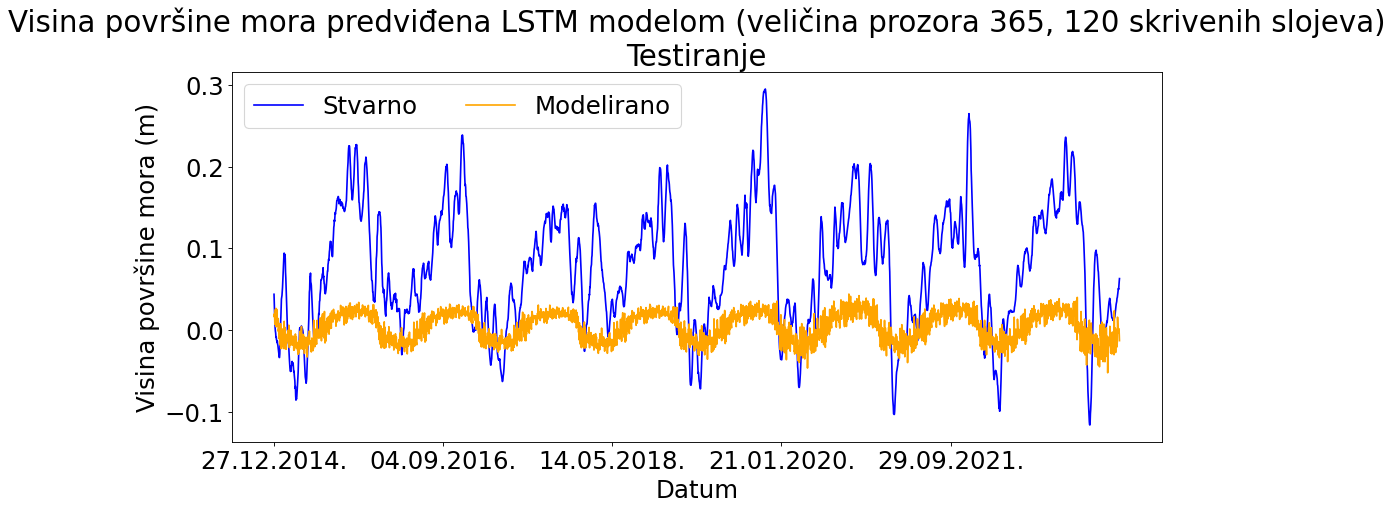 Visina površine mora predviđena LSTM modelom (veličina prozora 365, 120 skrivenih slojeva)
Testiranje
Stvarno
Modelirano
Visina površine mora (m)
0.3
0.2
0.1
0.0
−0.1
27.12.2014.
04.09.2016.
14.05.2018.
21.01.2020.
29.09.2021.
Datum